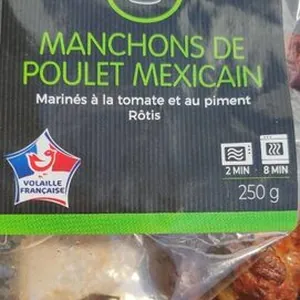 MANCHONS DE
POULET MEXICAIN
Marinés à la tomate et au piment
Rôtis
VOLAILLE
FRANÇAISE
2 MIN
8 MIN
250 g